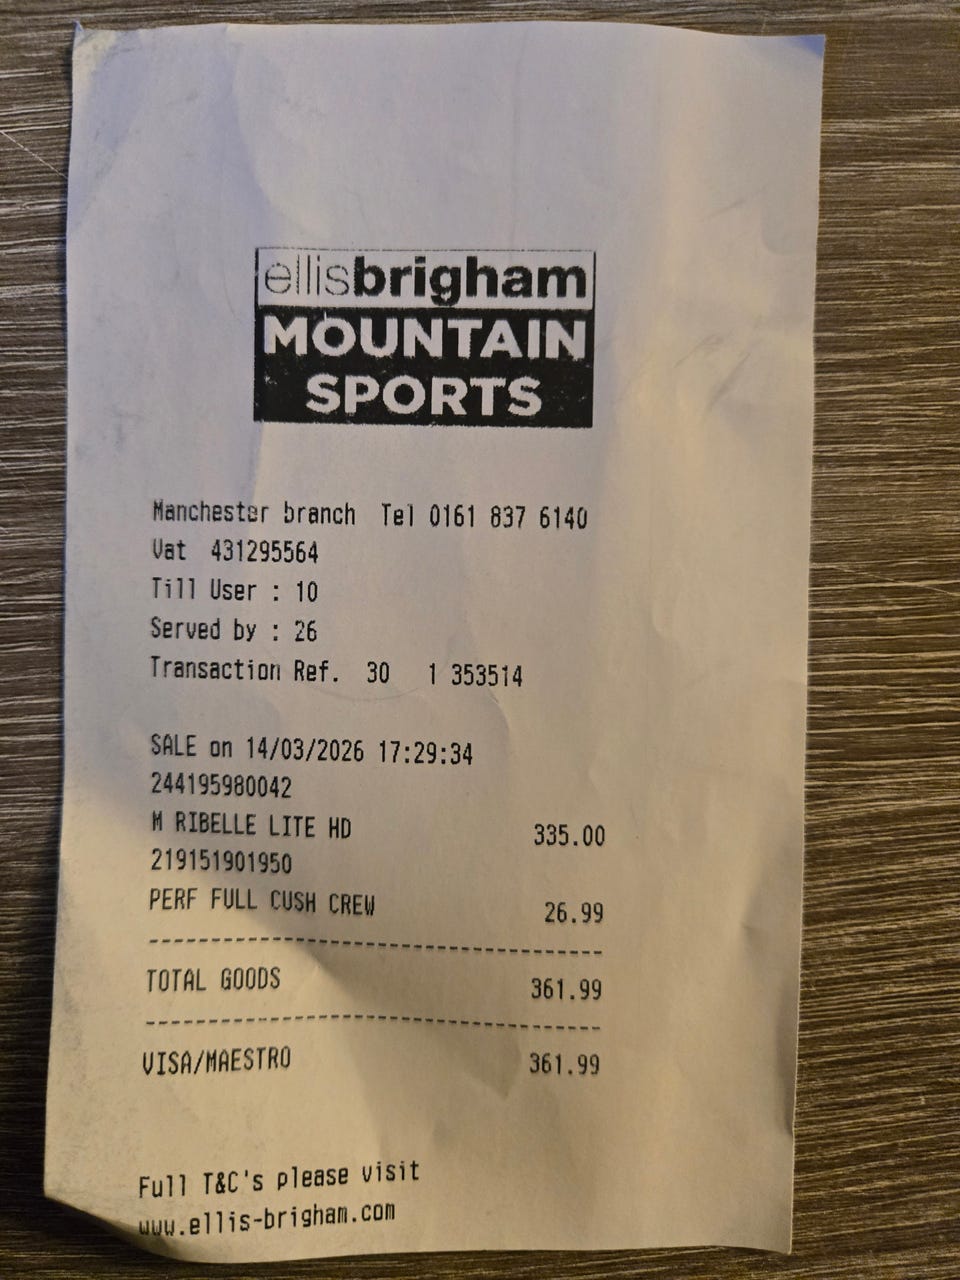 ellisbrigham
MOUNTAIN
SPORTS
Manchester branch Tel 0161 837 6140
Vat 431295564
Till User : 10
Served by : 26
Transaction Ref. 30 1 353514
SALE on 14/03/2026 17:29:34
244195980042
M RIBELLE LITE HD 335.00
219151901950
PERF FULL CUSH CREW 26.99
------------------------------------
TOTAL GOODS 361.99
------------------------------------
VISA/MAESTRO 361.99
Full T&C's please visit
www.ellis-brigham.com